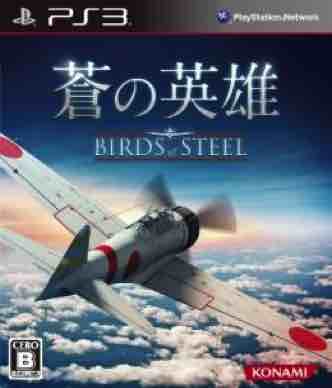 PS3
PlayStation Network
蒼の英雄
BIRDS of STEEL
CERO
B
KONAMI